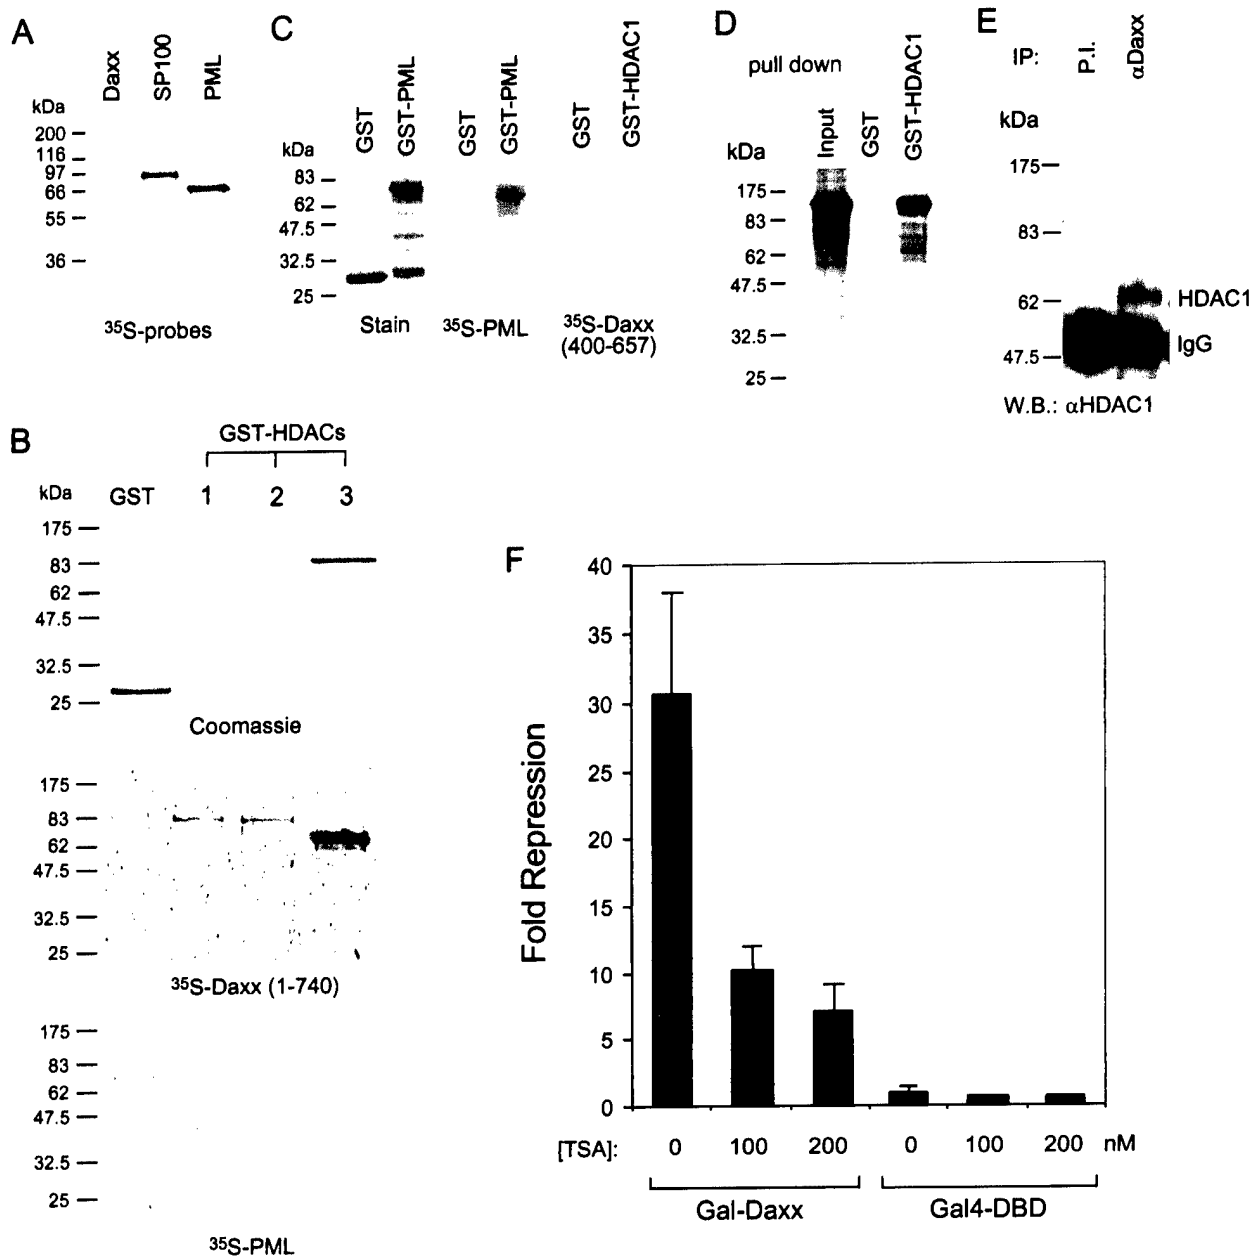 A
Daxx
SP100
PML
kDa
200
116
97
66
55
36
35S-probes
C
GST
GST-PML
GST
GST-PML
GST
GST-HDAC1
kDa
83
62
47.5
32.5
25
Stain
35S-PML
35S-Daxx
(400-657)
D
pull down
Input
GST
GST-HDAC1
kDa
175
83
62
47.5
32.5
25
E
IP:
P.I.
αDaxx
kDa
175
83
62
47.5
HDAC1
IgG
W.B.: αHDAC1
B
GST-HDACs
kDa
GST
1
2
3
175
83
62
47.5
32.5
25
Coomassie
175
83
62
47.5
32.5
25
35S-Daxx (1-740)
175
83
62
47.5
32.5
25
35S-PML
F
Fold Repression
40
35
30
25
20
15
10
5
0
[TSA]: 0 100 200 0 100 200 nM
Gal-Daxx
Gal4-DBD